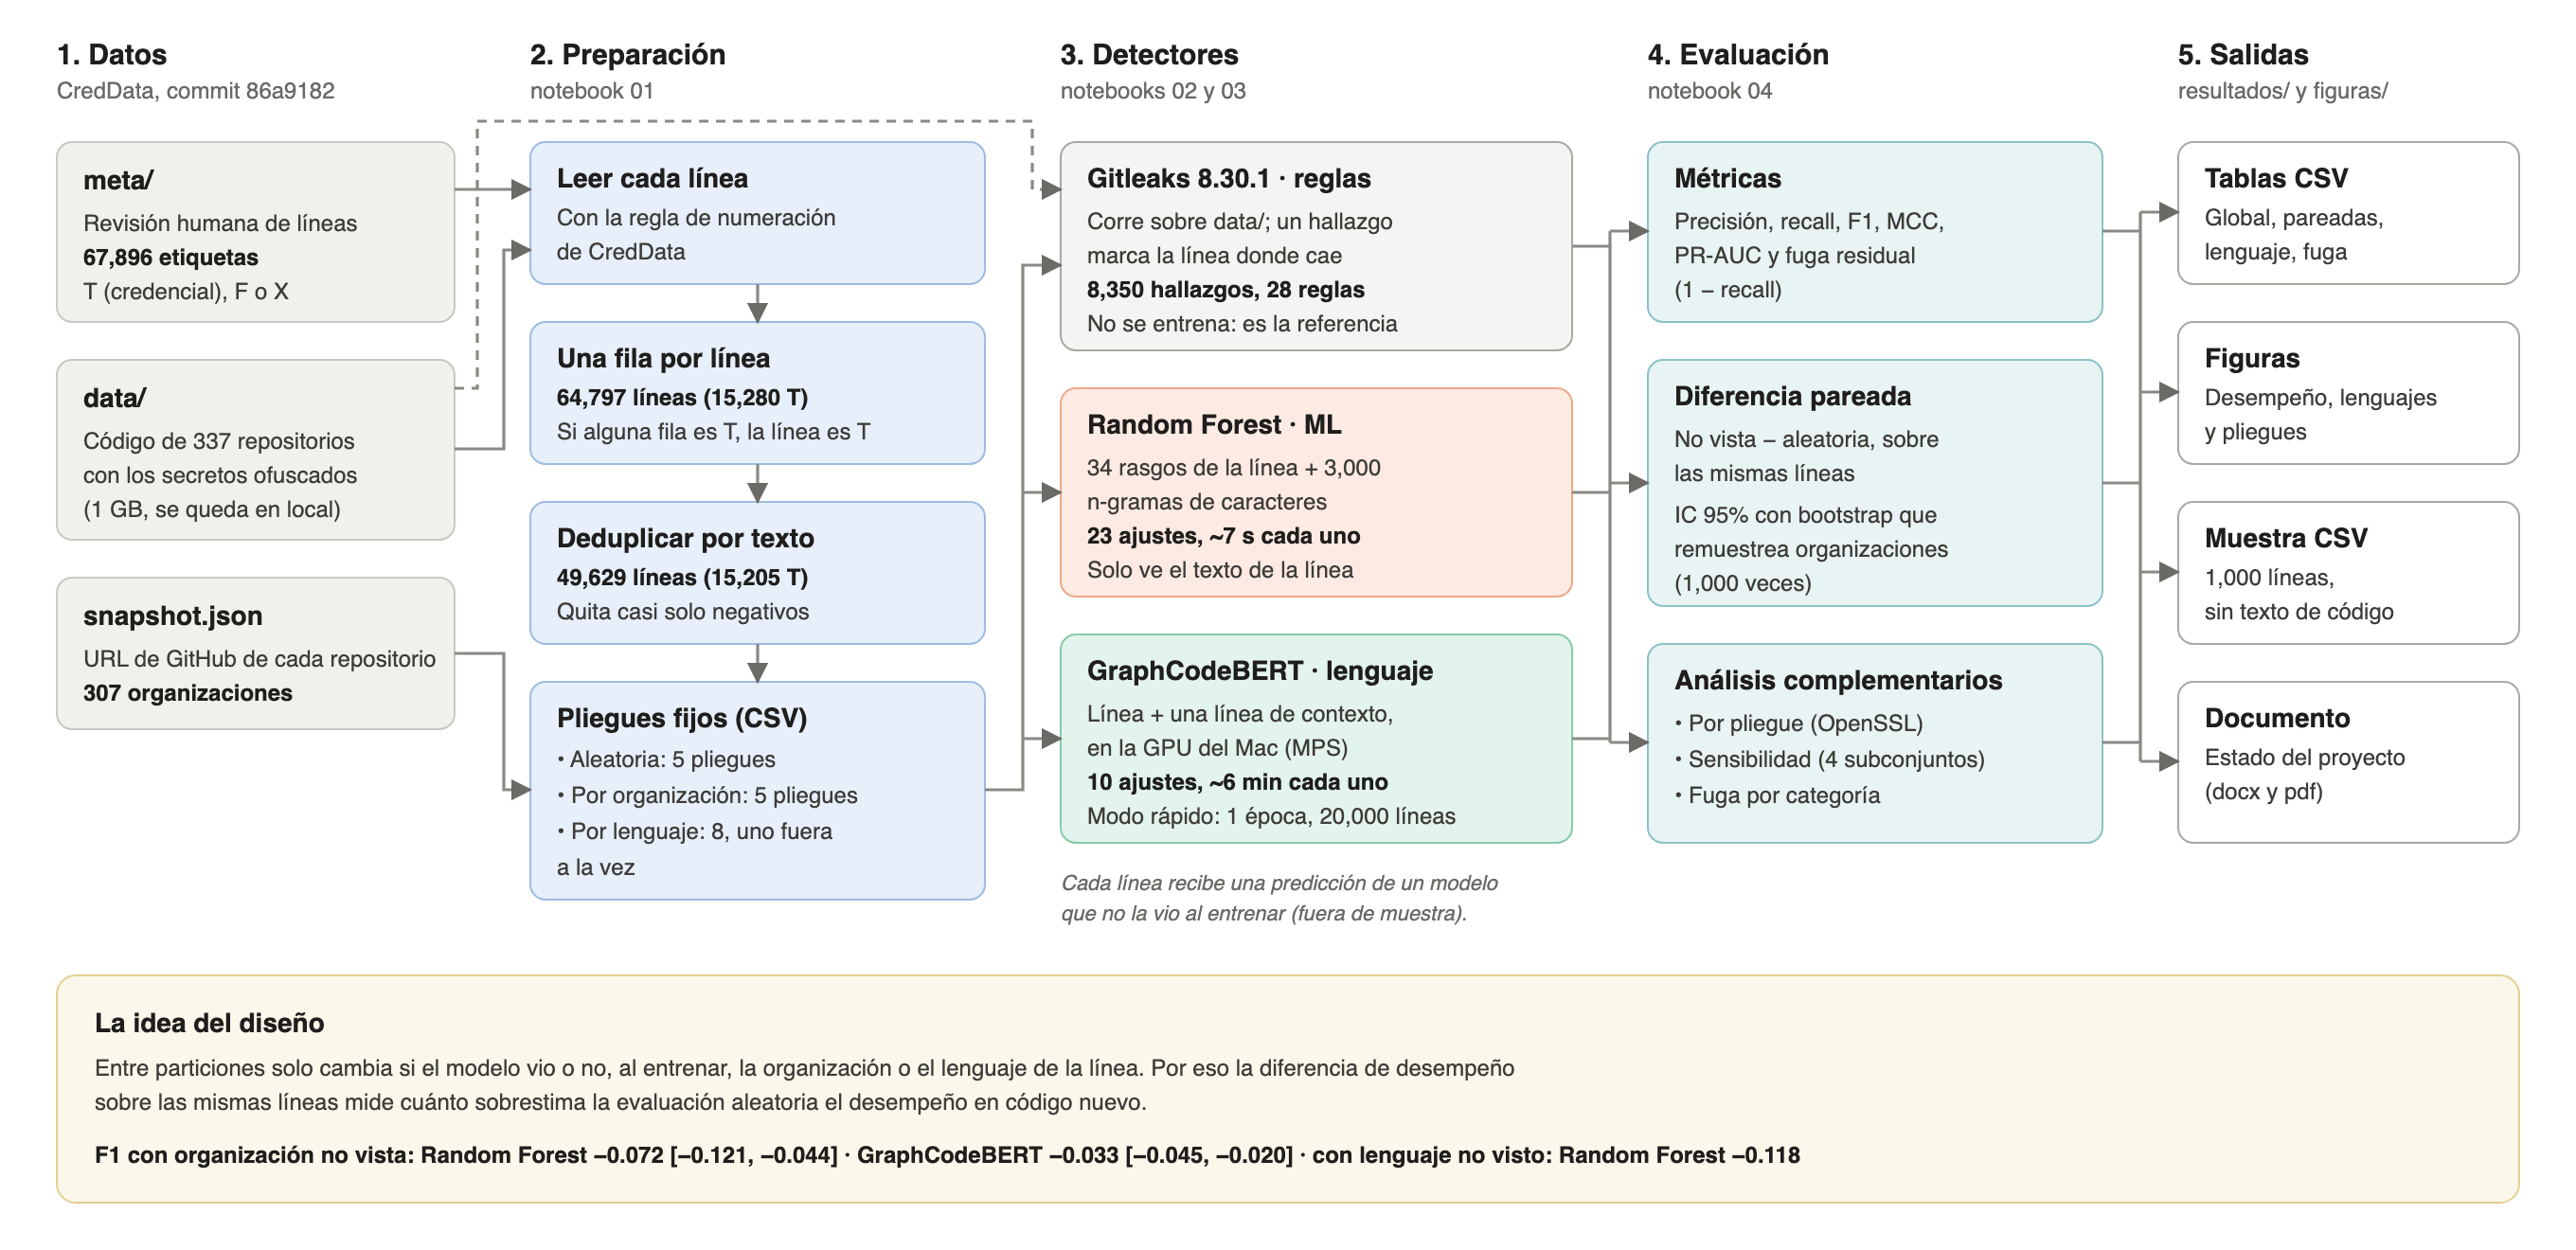 1. Datos
CredData, commit 86a9182
meta/
Revisión humana de líneas
67,896 etiquetas
T (credencial), F o X
data/
Código de 337 repositorios
con los secretos ofuscados
(1 GB, se queda en local)
snapshot.json
URL de GitHub de cada repositorio
307 organizaciones
2. Preparación
notebook 01
Leer cada línea
Con la regla de numeración
de CredData
Una fila por línea
64,797 líneas (15,280 T)
Si alguna fila es T, la línea es T
Deduplicar por texto
49,629 líneas (15,205 T)
Quita casi solo negativos
Pliegues fijos (CSV)
• Aleatoria: 5 pliegues
• Por organización: 5 pliegues
• Por lenguaje: 8, uno fuera
a la vez
3. Detectores
notebooks 02 y 03
Gitleaks 8.30.1 · reglas
Corre sobre data/; un hallazgo
marca la línea donde cae
8,350 hallazgos, 28 reglas
No se entrena: es la referencia
Random Forest · ML
34 rasgos de la línea + 3,000
n-gramas de caracteres
23 ajustes, ~7 s cada uno
Solo ve el texto de la línea
GraphCodeBERT · lenguaje
Línea + una línea de contexto,
en la GPU del Mac (MPS)
10 ajustes, ~6 min cada uno
Modo rápido: 1 época, 20,000 líneas
Cada línea recibe una predicción de un modelo
que no la vio al entrenar (fuera de muestra).
4. Evaluación
notebook 04
Métricas
Precisión, recall, F1, MCC,
PR-AUC y fuga residual
(1 − recall)
Diferencia pareada
No vista − aleatoria, sobre
las mismas líneas
IC 95% con bootstrap que
remuestrea organizaciones
(1,000 veces)
Análisis complementarios
• Por pliegue (OpenSSL)
• Sensibilidad (4 subconjuntos)
• Fuga por categoría
5. Salidas
resultados/ y figuras/
Tablas CSV
Global, pareadas,
lenguaje, fuga
Figuras
Desempeño, lenguajes
y pliegues
Muestra CSV
1,000 líneas,
sin texto de código
Documento
Estado del proyecto
(docx y pdf)
La idea del diseño
Entre particiones solo cambia si el modelo vio o no, al entrenar, la organización o el lenguaje de la línea. Por eso la diferencia de desempeño
sobre las mismas líneas mide cuánto sobrestima la evaluación aleatoria el desempeño en código nuevo.
F1 con organización no vista: Random Forest −0.072 [−0.121, −0.044] · GraphCodeBERT −0.033 [−0.045, −0.020] · con lenguaje no visto: Random Forest −0.118